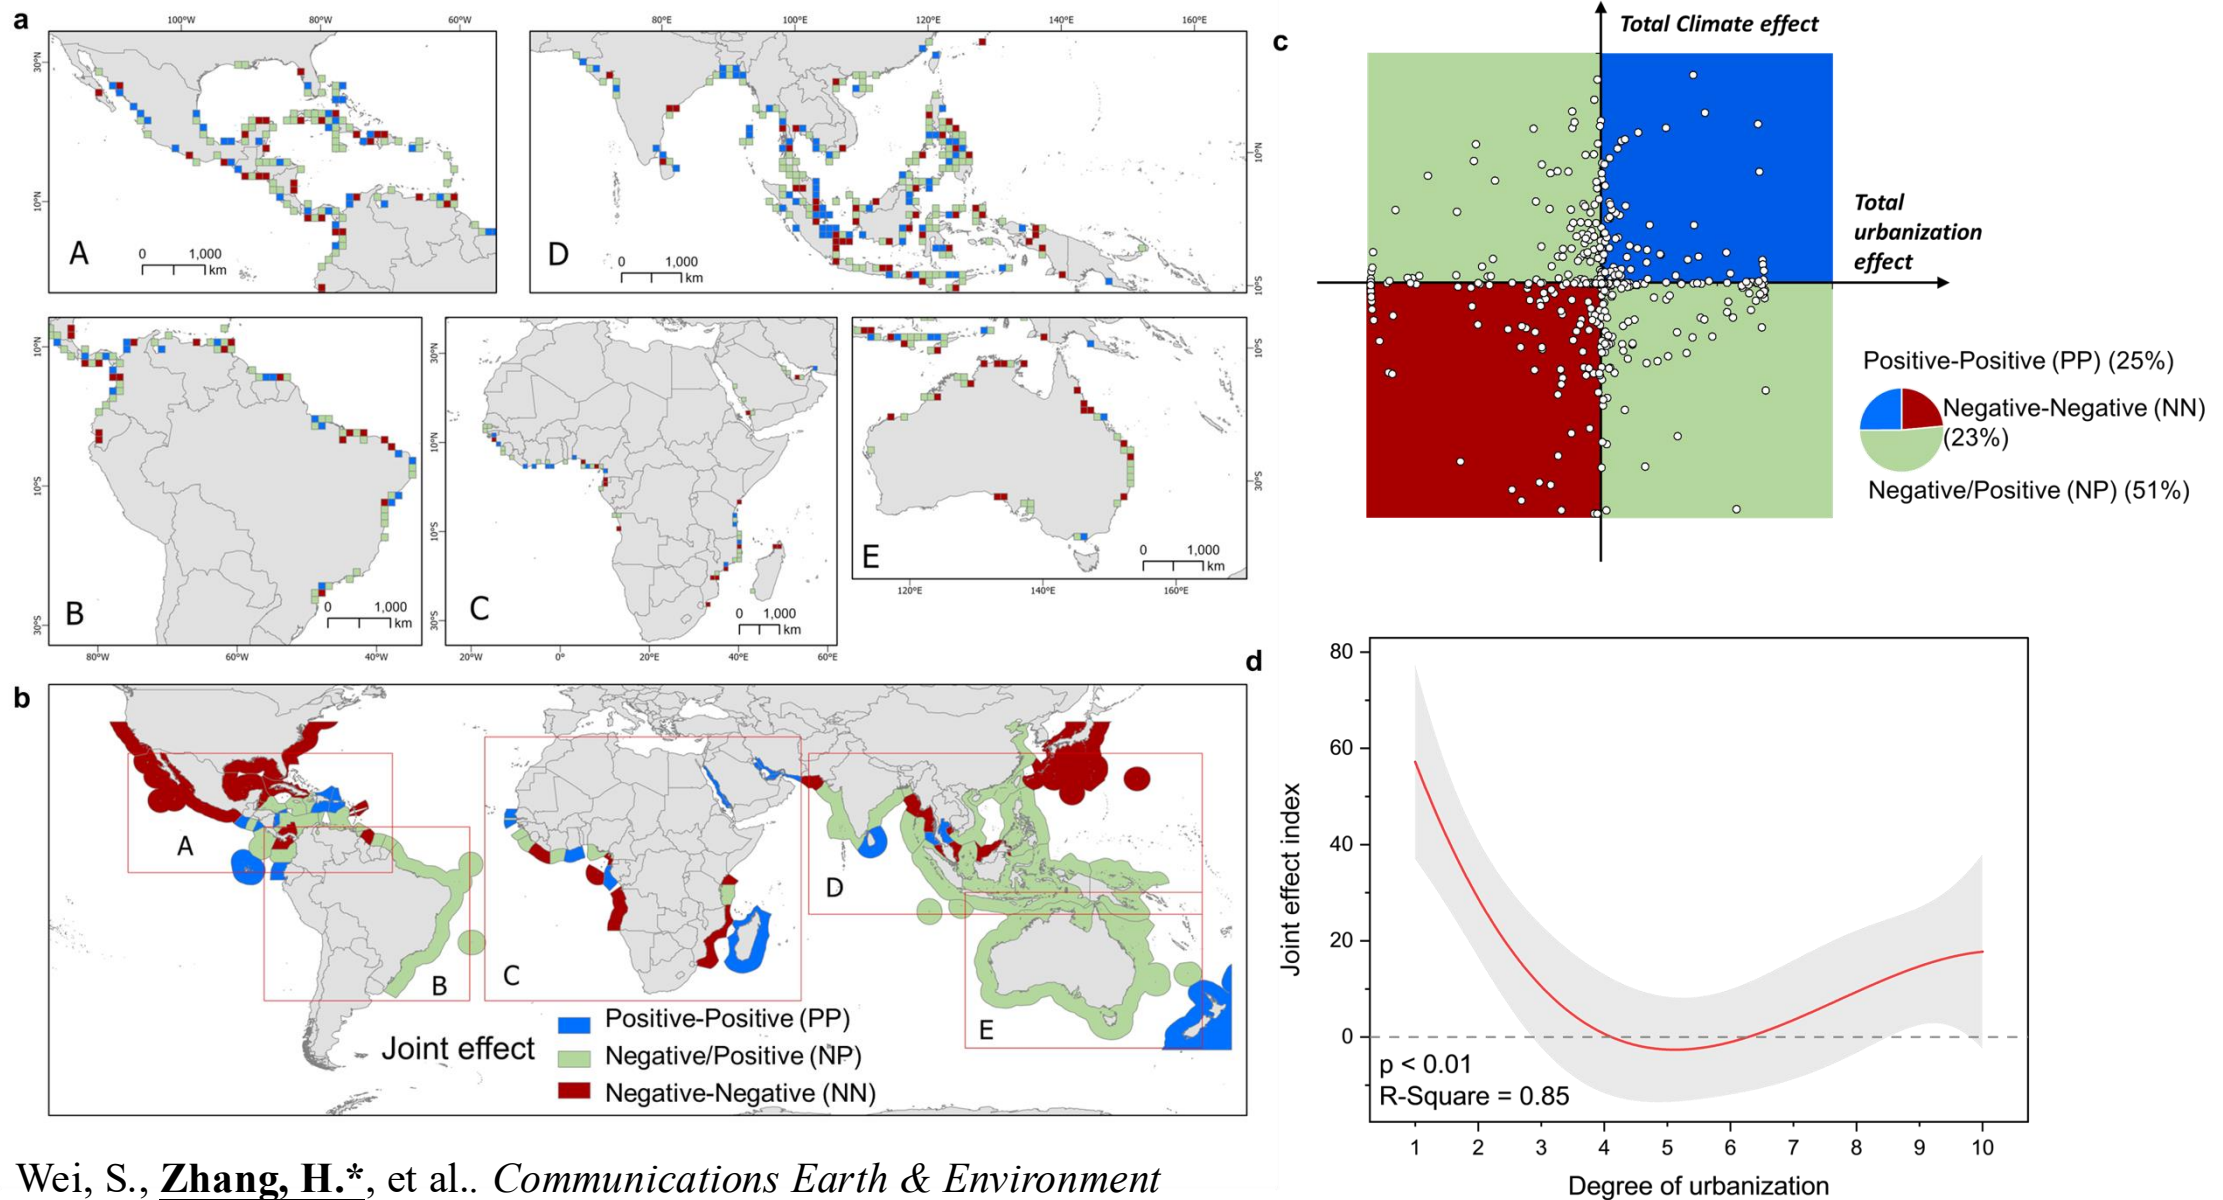 a
100°W 80°W 60°W
30°N
10°N
A
0 1,000
km
80°E 100°E 120°E 140°E 160°E
10°N
10°S
D
0 1,000
km
10°N
10°S
30°S
B
0 1,000
km
80°W 60°W 40°W
30°N
10°N
10°S
30°S
C
0 1,000
km
20°W 0° 20°E 40°E 60°E
10°S
30°S
E
0 1,000
km
120°E 140°E 160°E
b
A
B
C
D
E
Joint effect
Positive-Positive (PP)
Negative/Positive (NP)
Negative-Negative (NN)
c
Total Climate effect
Total
urbanization
effect
Positive-Positive (PP) (25%)
Negative-Negative (NN)
(23%)
Negative/Positive (NP) (51%)
d
Joint effect index
80
60
40
20
0
p < 0.01
R-Square = 0.85
1 2 3 4 5 6 7 8 9 10
Degree of urbanization
Wei, S., Zhang, H.*, et al.. Communications Earth & Environment